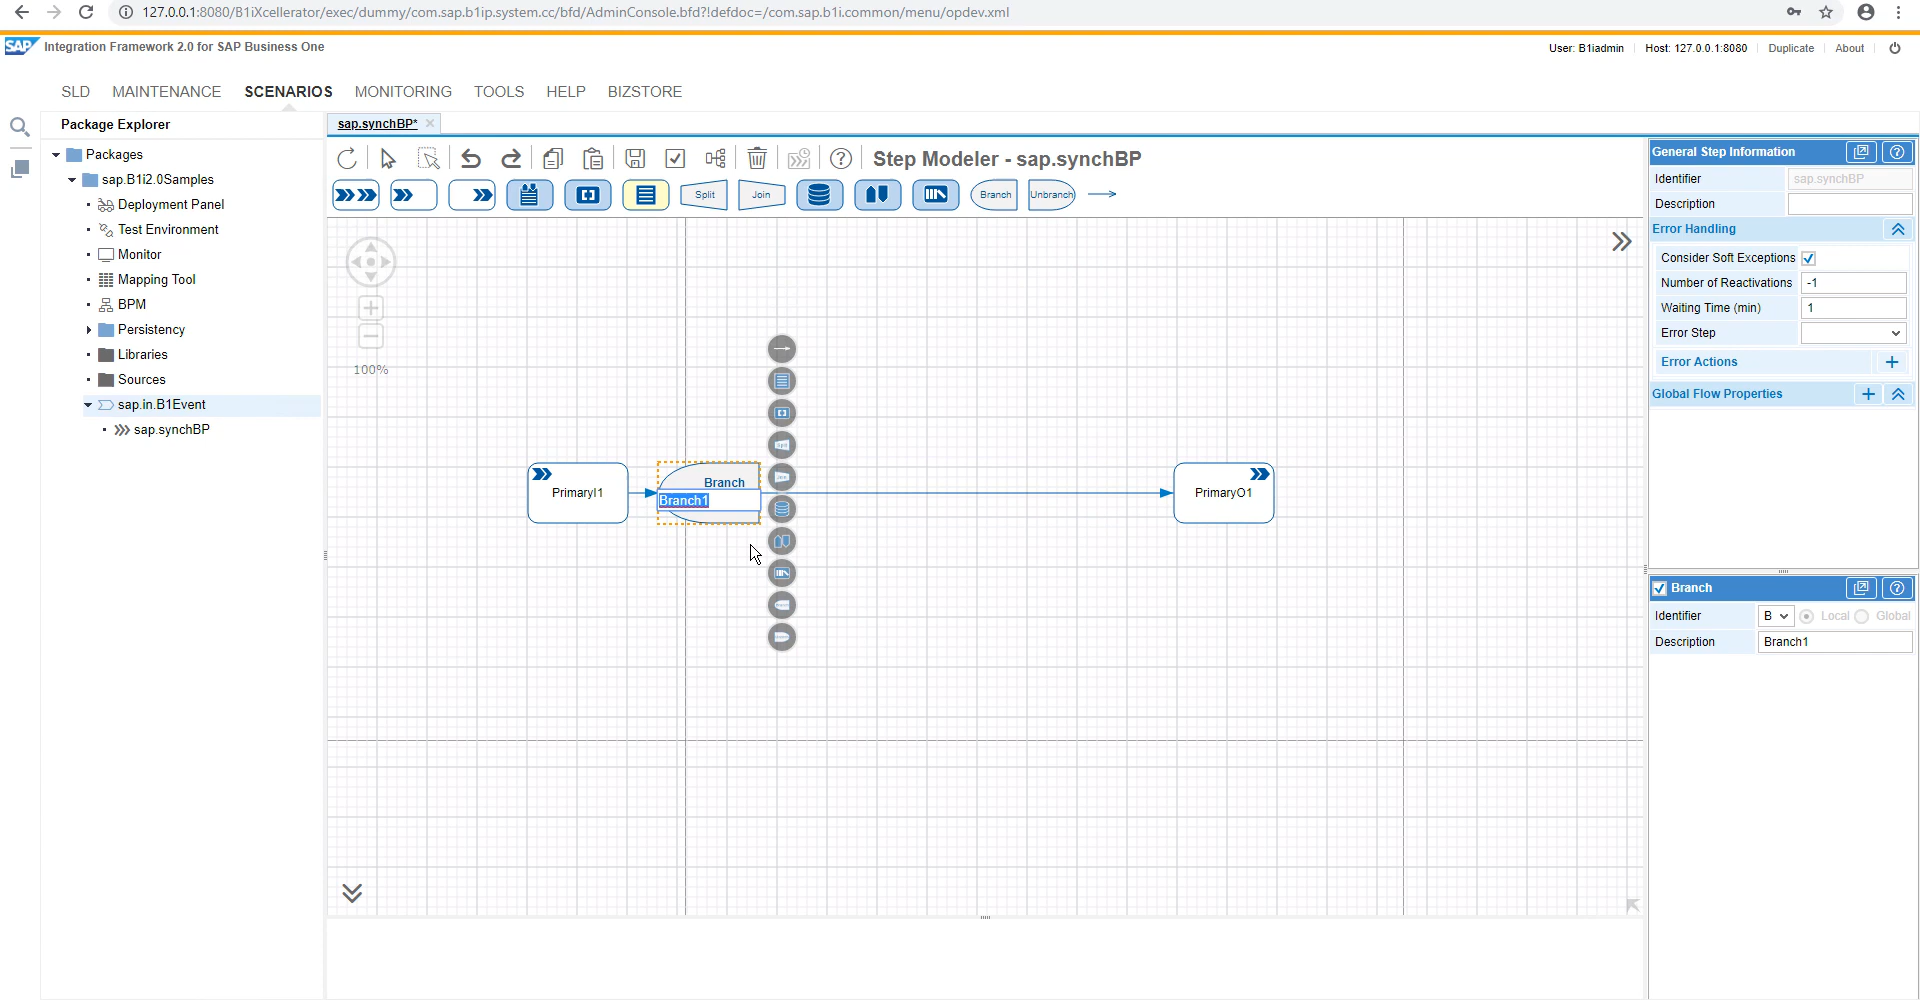 127.0.0.1:8080/B1iXcellerator/exec/dummy/com.sap.b1ip.system.cc/bfd/AdminConsole.bfd?!defdoc=/com.sap.b1i.common/menu/opdev.xml
SAP Integration Framework 2.0 for SAP Business One
User: B1iadmin Host: 127.0.0.1:8080 Duplicate About
SLD MAINTENANCE SCENARIOS MONITORING TOOLS HELP BIZSTORE
Package Explorer
Packages
sap.B1i2.0Samples
Deployment Panel
Test Environment
Monitor
Mapping Tool
BPM
Persistency
Libraries
Sources
sap.in.B1Event
sap.synchBP
sap.synchBP*
Step Modeler - sap.synchBP
Split Join Branch Unbranch
100%
PrimaryI1
Branch
Branch1
PrimaryO1
General Step Information
Identifier sap.synchBP
Description
Error Handling
Consider Soft Exceptions
Number of Reactivations -1
Waiting Time (min) 1
Error Step
Error Actions
Global Flow Properties
Branch
Identifier B Local Global
Description Branch1